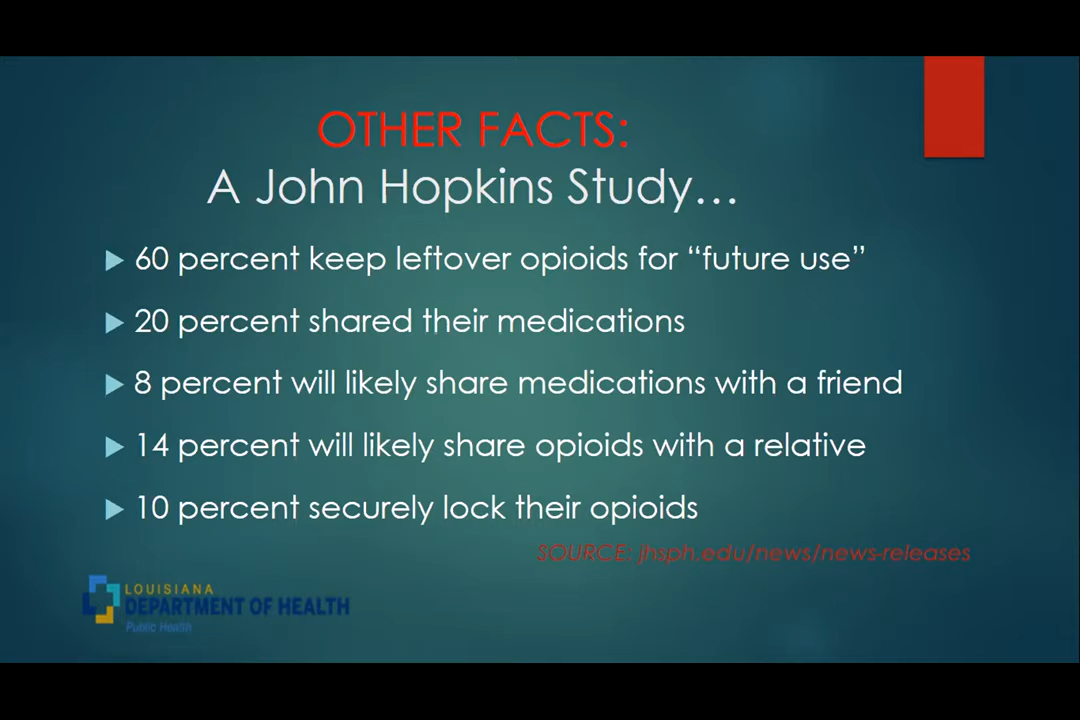 OTHER FACTS:
A John Hopkins Study…
60 percent keep leftover opioids for “future use”
20 percent shared their medications
8 percent will likely share medications with a friend
14 percent will likely share opioids with a relative
10 percent securely lock their opioids
SOURCE: jhsph.edu/news/news-releases
LOUISIANA
DEPARTMENT OF HEALTH
Public Health